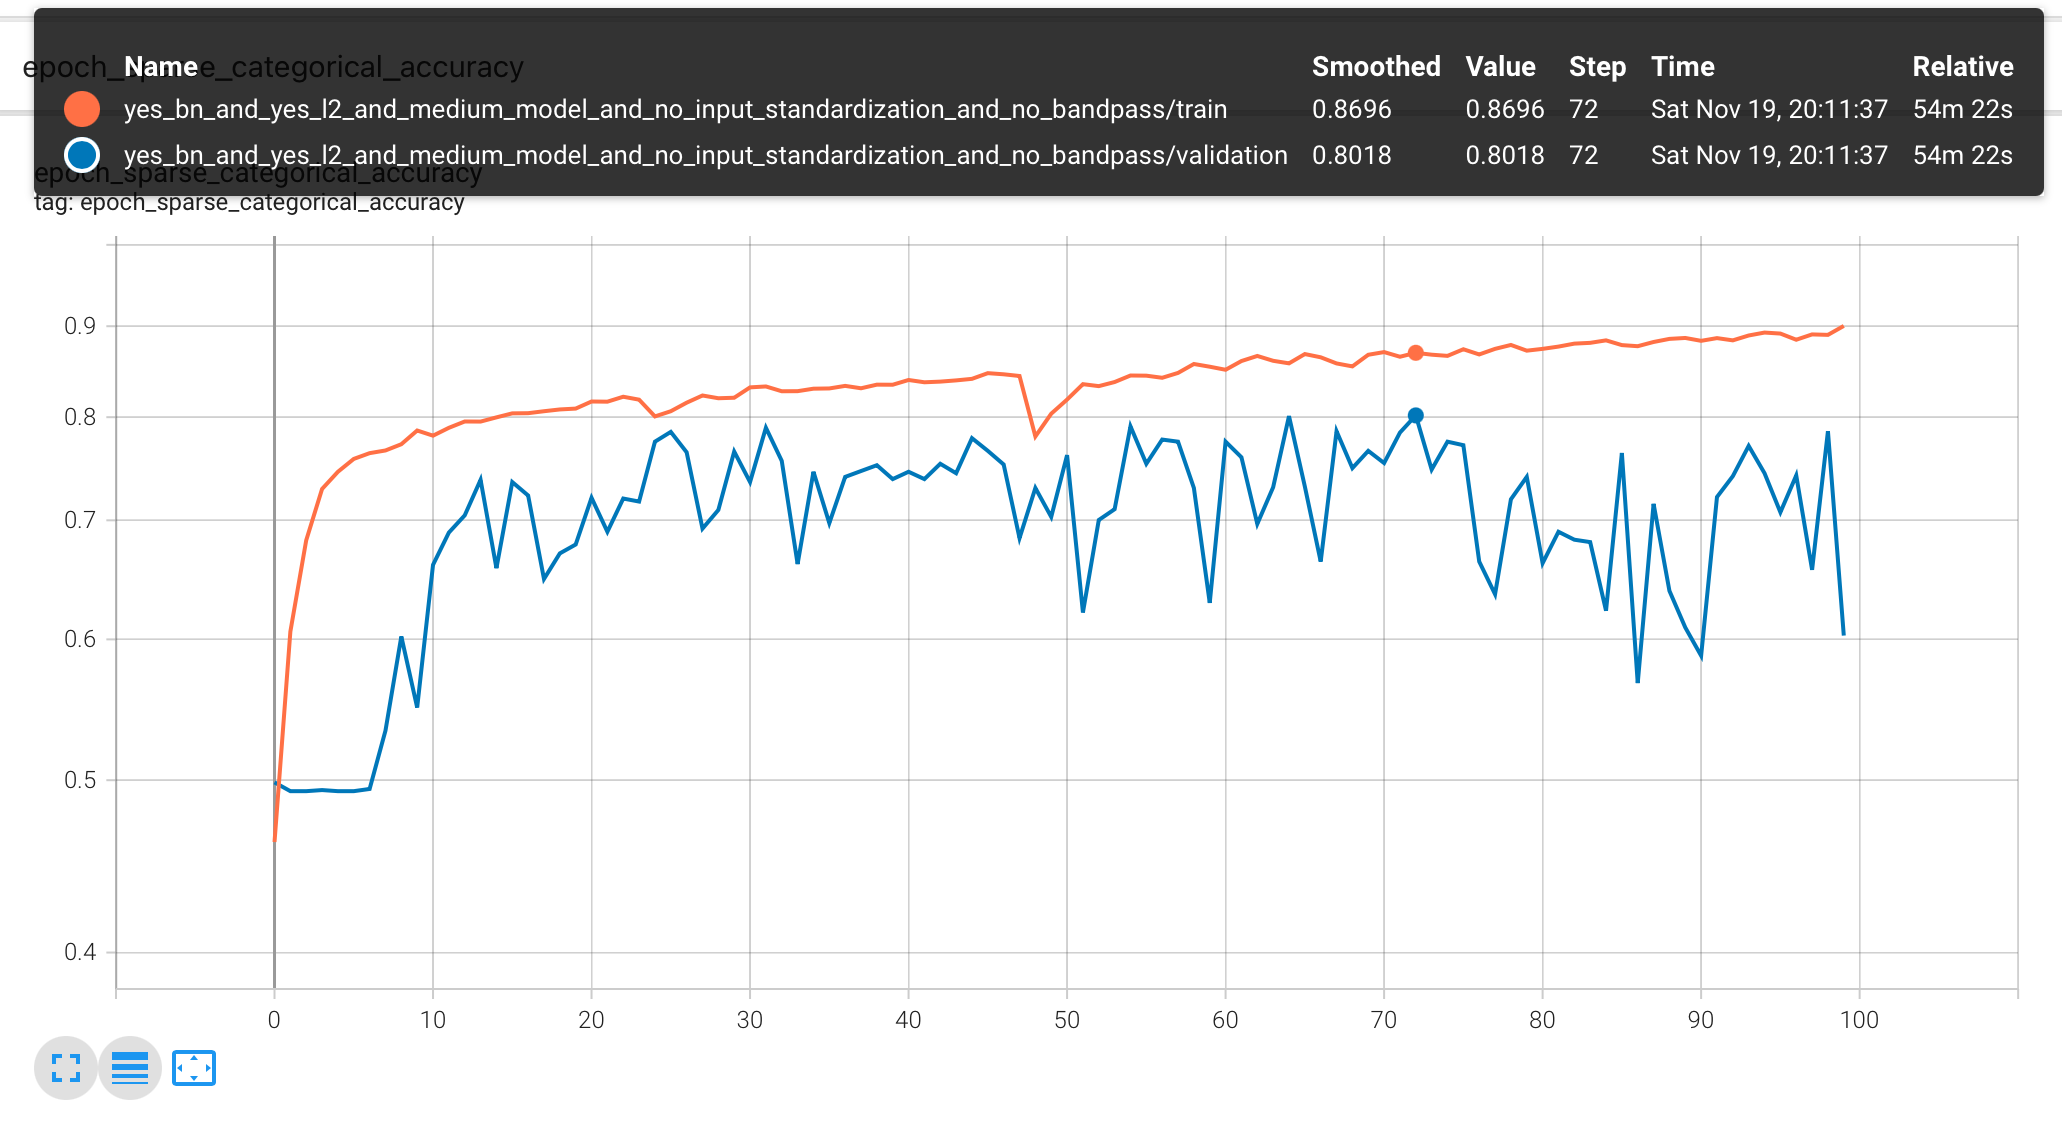 epoch_sparse_categorical_accuracy
Name Smoothed Value Step Time Relative
yes_bn_and_yes_l2_and_medium_model_and_no_input_standardization_and_no_bandpass/train 0.8696 0.8696 72 Sat Nov 19, 20:11:37 54m 22s
yes_bn_and_yes_l2_and_medium_model_and_no_input_standardization_and_no_bandpass/validation 0.8018 0.8018 72 Sat Nov 19, 20:11:37 54m 22s
epoch_sparse_categorical_accuracy
tag: epoch_sparse_categorical_accuracy
0.9
0.8
0.7
0.6
0.5
0.4
0 10 20 30 40 50 60 70 80 90 100